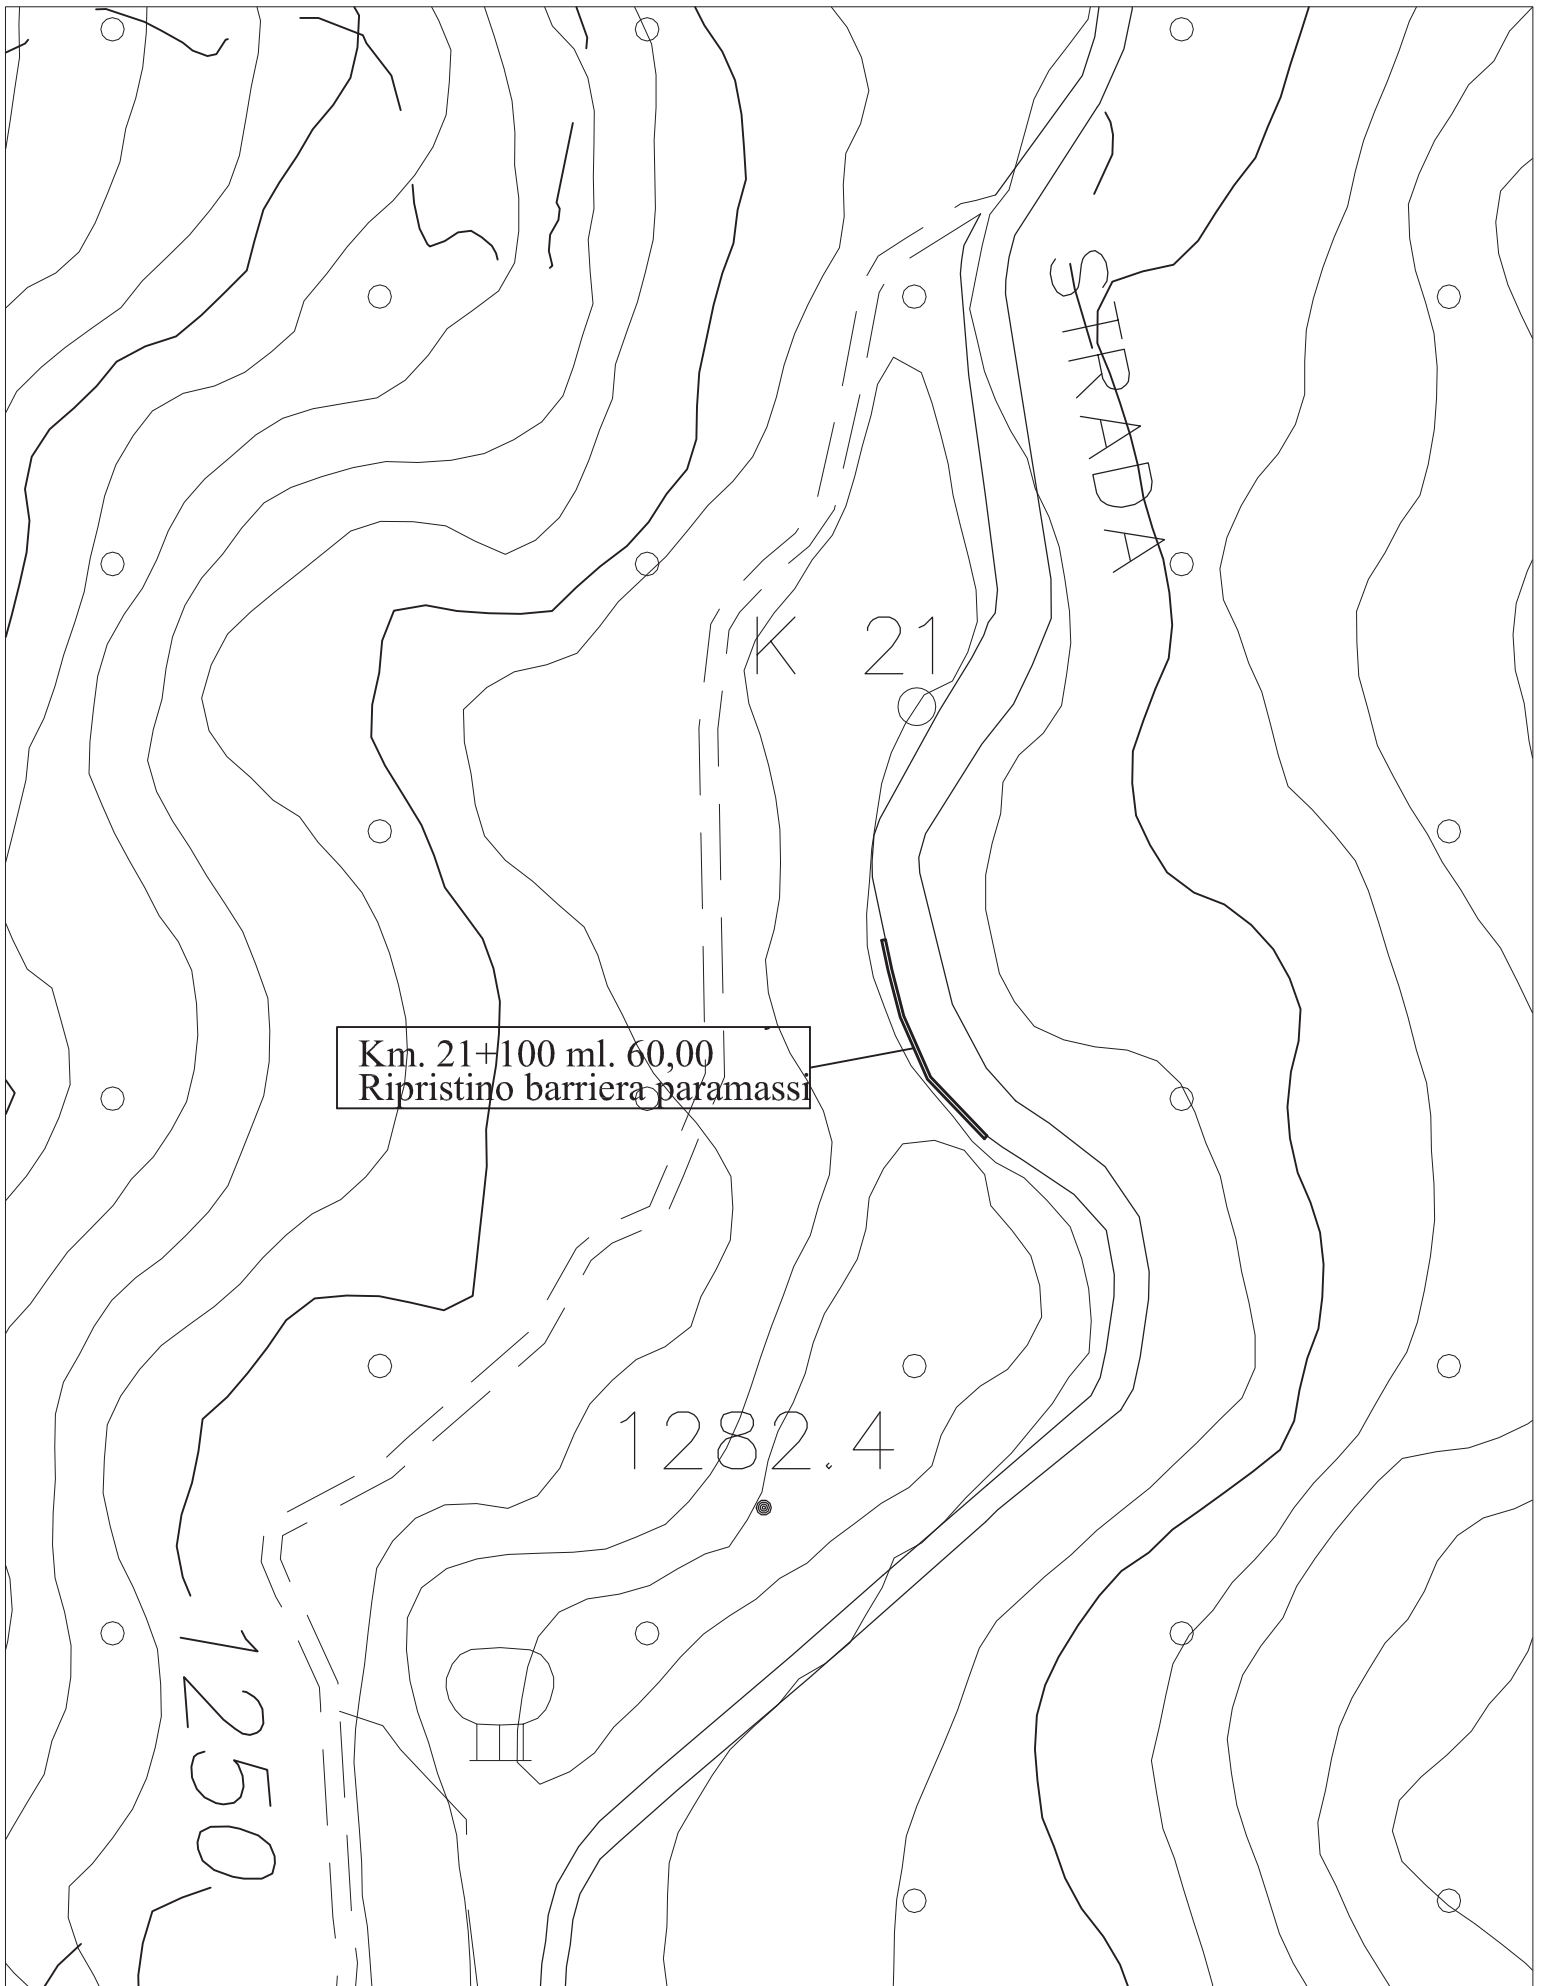 STRADA
K 21
Km. 21+100 ml. 60,00
Ripristino barriera paramassi
1282.4
1250